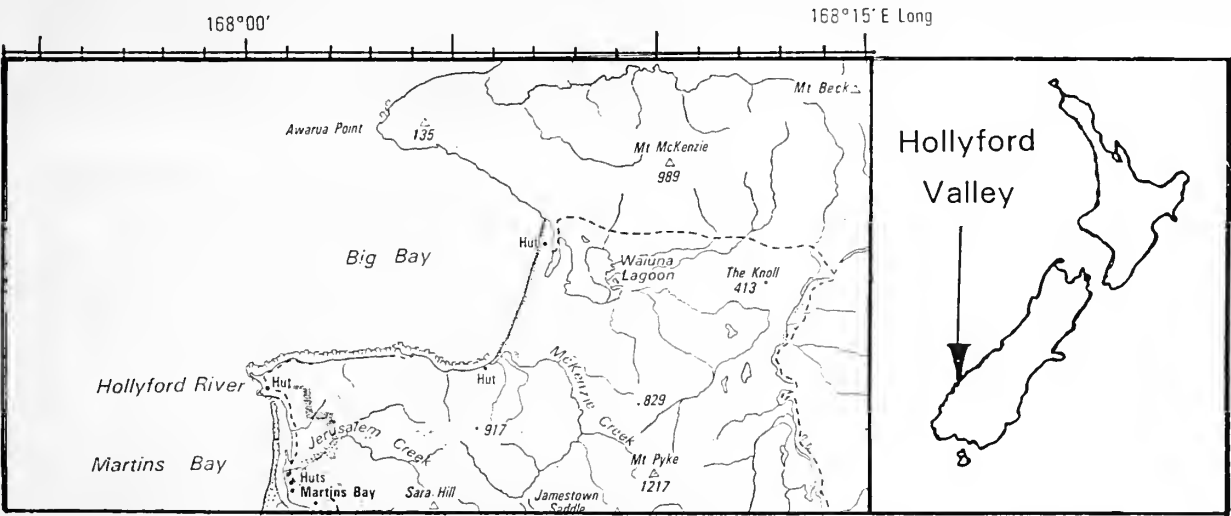 168°00'
168°15' E Long
Mt Beck
Awarua Point
135
Mt McKenzie
989
Hollyford
Valley
Hut
Big Bay
Waiuna
Lagoon
The Knoll
413
Hollyford River
Hut
Hut
McKenzie
Creek
829
917
Jerusalem
Creek
Martins Bay
Mt Pyke
1217
Huts
Martins Bay
Sara Hill
Jamestown
Saddle